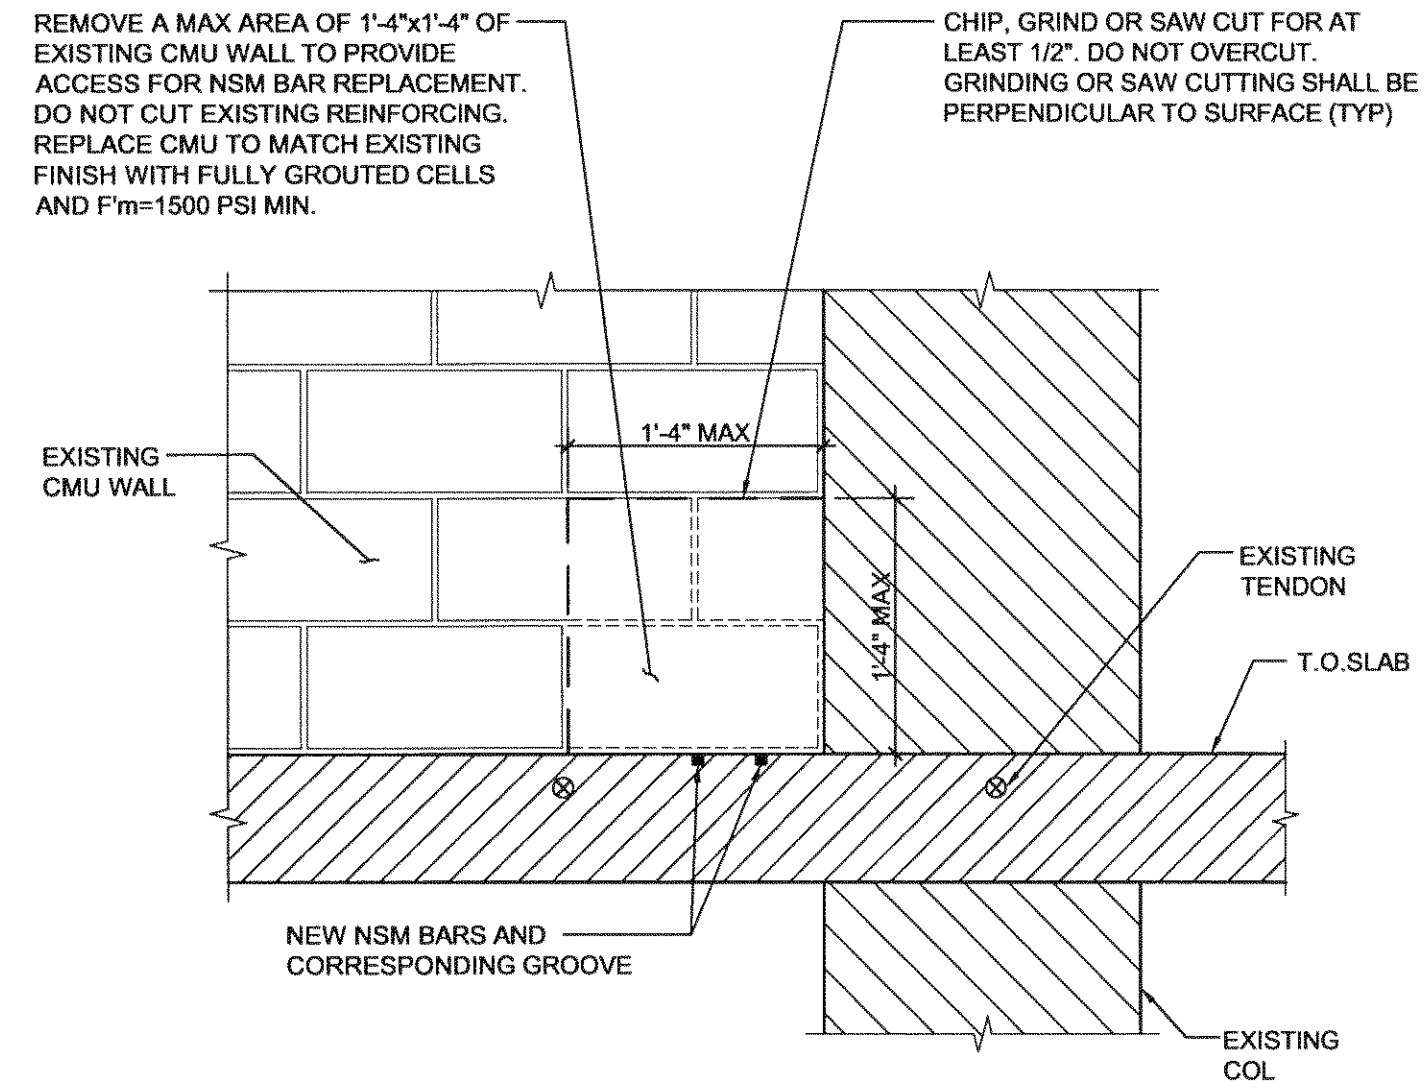 REMOVE A MAX AREA OF 1'-4"x1'-4" OF
EXISTING CMU WALL TO PROVIDE
ACCESS FOR NSM BAR REPLACEMENT.
DO NOT CUT EXISTING REINFORCING.
REPLACE CMU TO MATCH EXISTING
FINISH WITH FULLY GROUTED CELLS
AND F'm=1500 PSI MIN.
CHIP, GRIND OR SAW CUT FOR AT
LEAST 1/2". DO NOT OVERCUT.
GRINDING OR SAW CUTTING SHALL BE
PERPENDICULAR TO SURFACE (TYP)
1'-4" MAX
EXISTING
CMU WALL
1'-4" MAX
EXISTING
TENDON
T.O.SLAB
NEW NSM BARS AND
CORRESPONDING GROOVE
EXISTING
COL